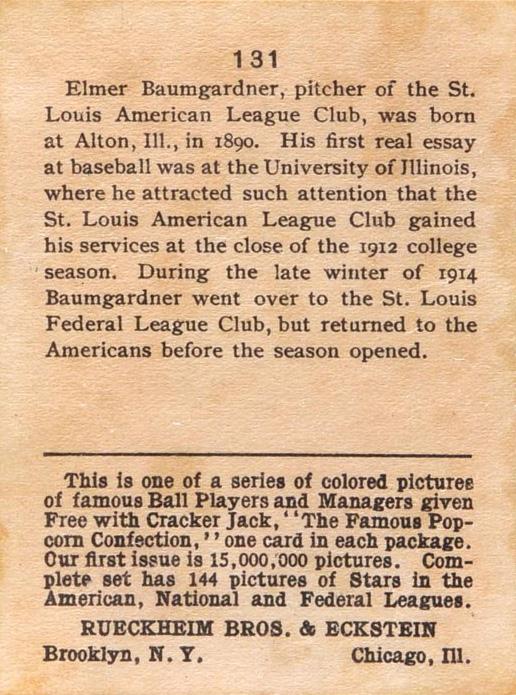 131
Elmer Baumgardner, pitcher of the St.
Louis American League Club, was born
at Alton, Ill., in 1890. His first real essay
at baseball was at the University of Illinois,
where he attracted such attention that the
St. Louis American League Club gained
his services at the close of the 1912 college
season. During the late winter of 1914
Baumgardner went over to the St. Louis
Federal League Club, but returned to the
Americans before the season opened.
This is one of a series of colored pictures
of famous Ball Players and Managers given
Free with Cracker Jack, "The Famous Pop-
corn Confection," one card in each package.
Our first issue is 15,000,000 pictures. Com-
plete set has 144 pictures of Stars in the
American, National and Federal Leagues.
RUECKHEIM BROS. & ECKSTEIN
Brooklyn, N. Y. Chicago, Ill.